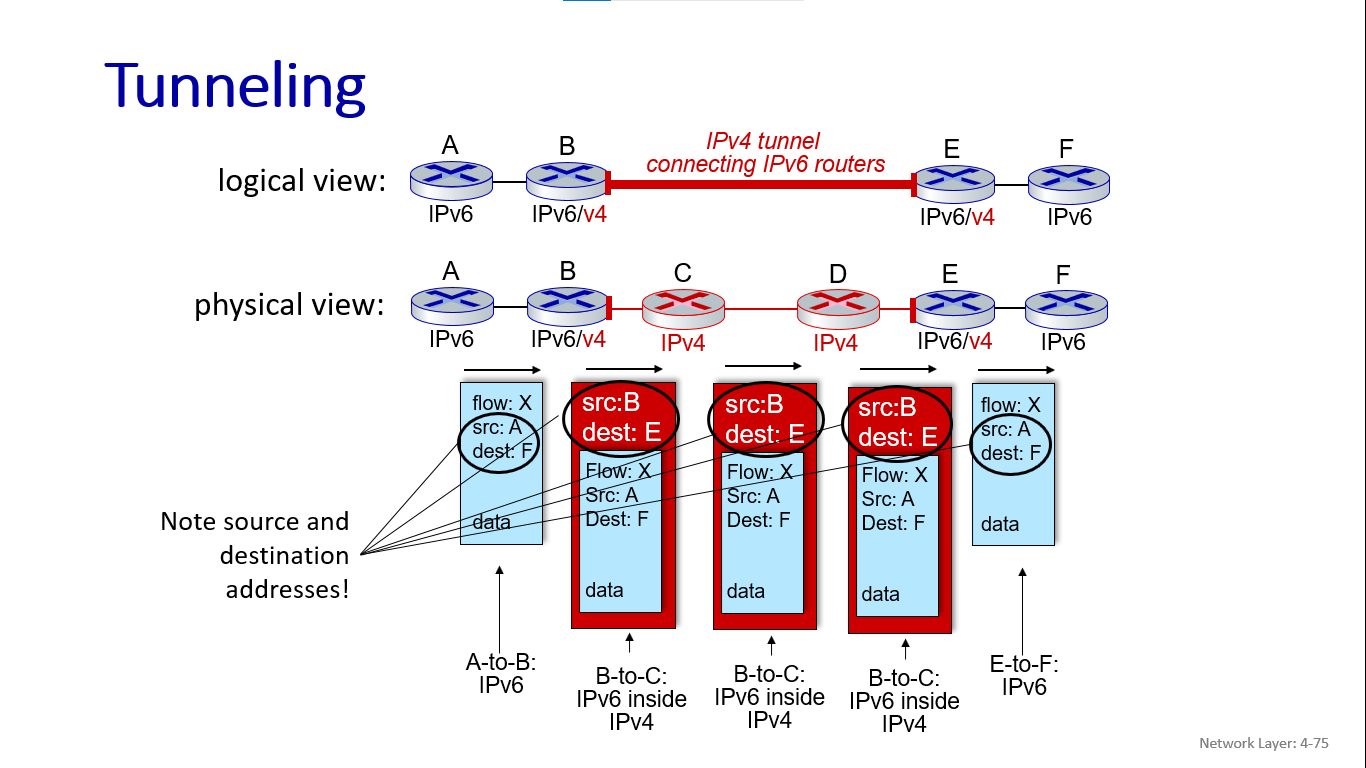 Tunneling
IPv4 tunnel
connecting IPv6 routers
A
B
E
F
logical view:
IPv6
IPv6/v4
IPv6/v4
IPv6
A
B
C
D
E
F
physical view:
IPv6
IPv6/v4
IPv4
IPv4
IPv6/v4
IPv6
flow: X
src: A
dest: F
data
src:B
dest: E
Flow: X
Src: A
Dest: F
data
src:B
dest: E
Flow: X
Src: A
Dest: F
data
src:B
dest: E
Flow: X
Src: A
Dest: F
data
flow: X
src: A
dest: F
data
Note source and
destination
addresses!
A-to-B:
IPv6
B-to-C:
IPv6 inside
IPv4
B-to-C:
IPv6 inside
IPv4
B-to-C:
IPv6 inside
IPv4
E-to-F:
IPv6
Network Layer: 4-75